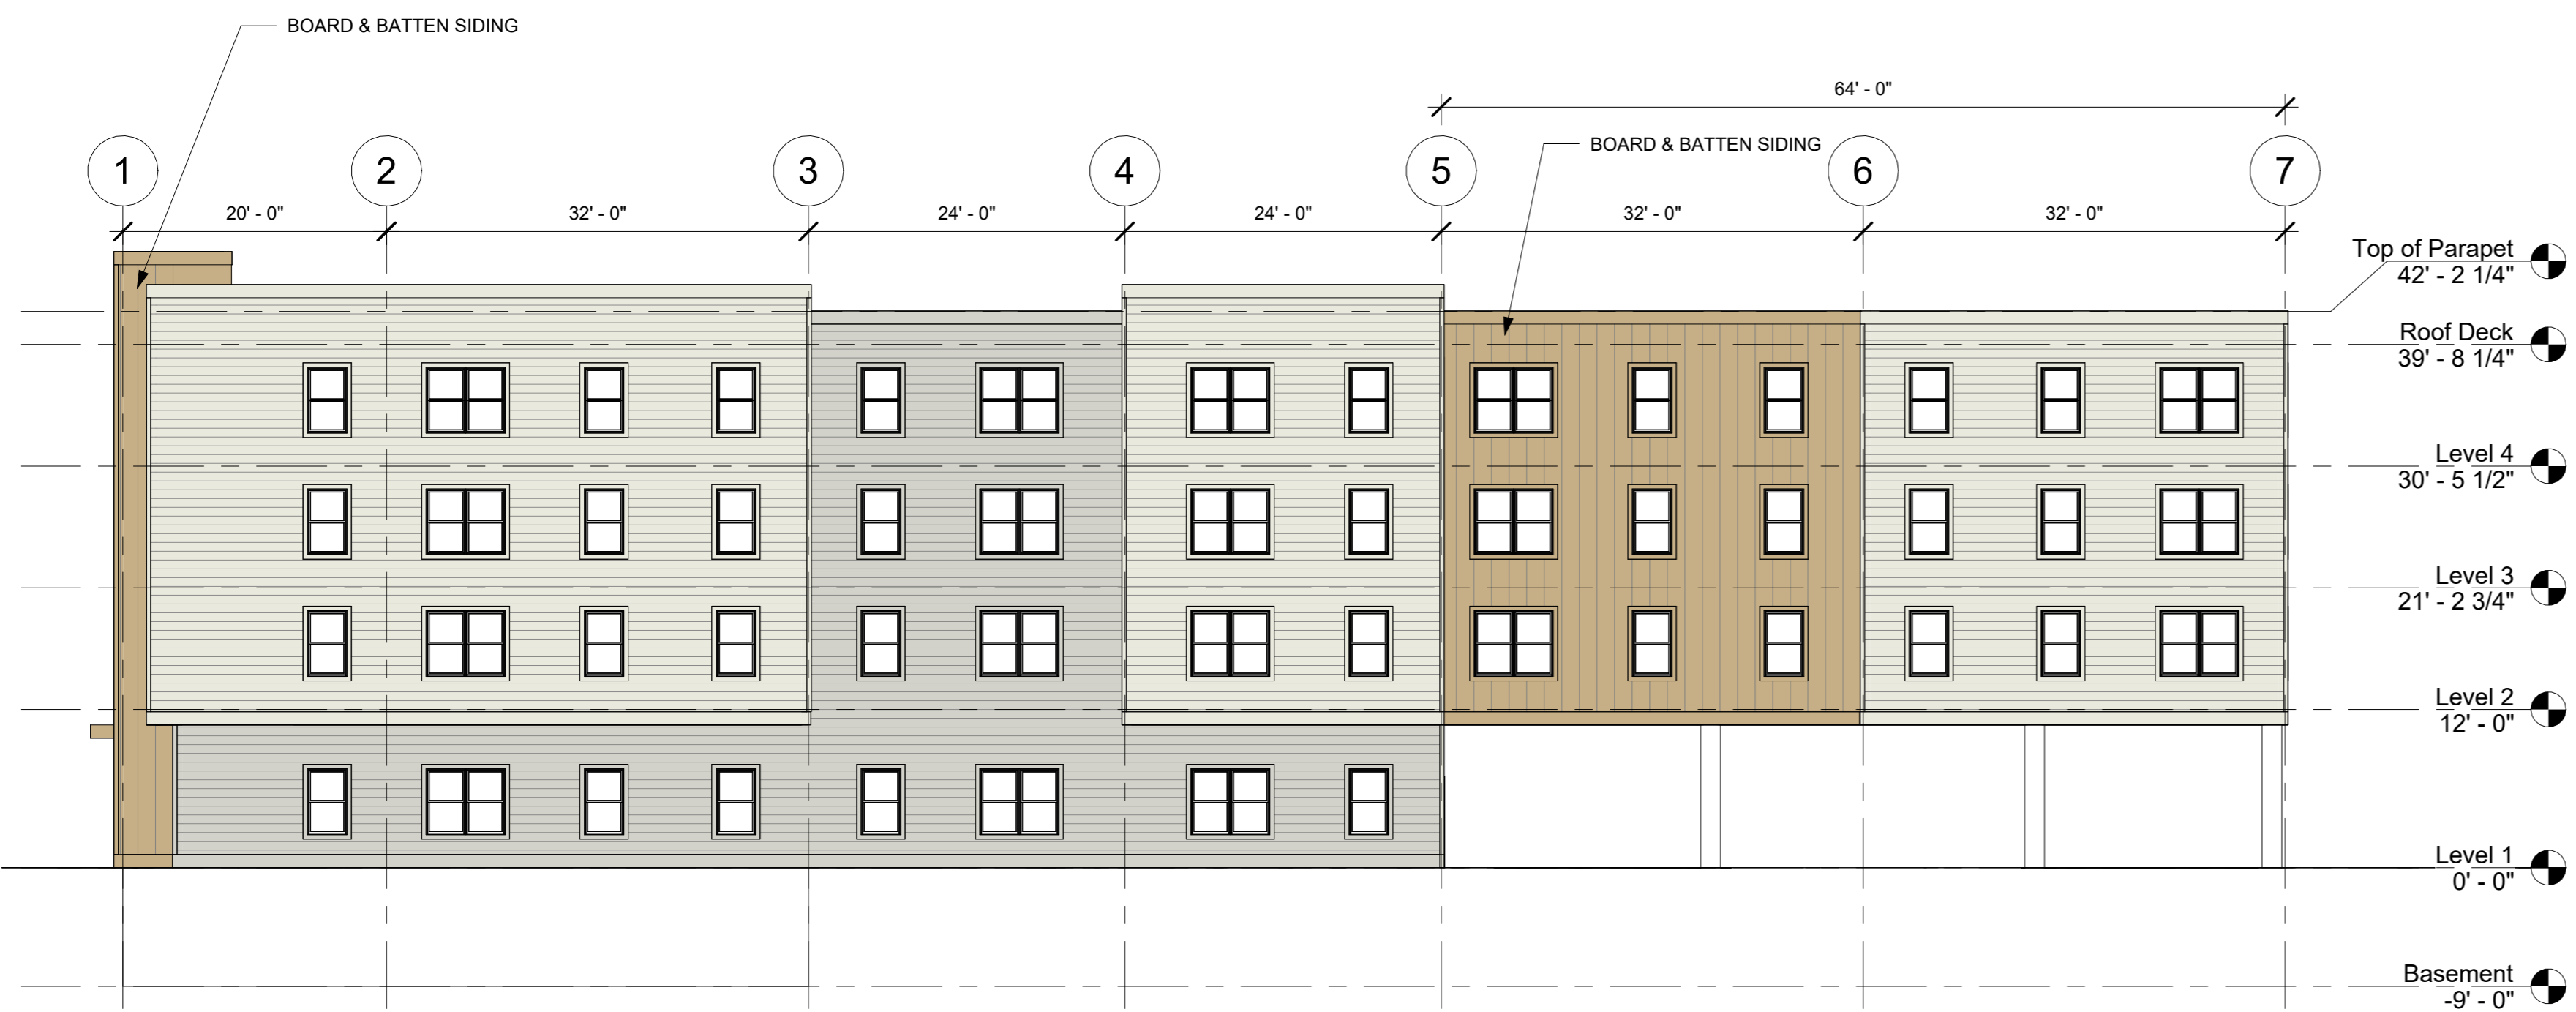 BOARD & BATTEN SIDING
64' - 0"
BOARD & BATTEN SIDING
1
2
3
4
5
6
7
20' - 0"
32' - 0"
24' - 0"
24' - 0"
32' - 0"
32' - 0"
Top of Parapet
42' - 2 1/4"
Roof Deck
39' - 8 1/4"
Level 4
30' - 5 1/2"
Level 3
21' - 2 3/4"
Level 2
12' - 0"
Level 1
0' - 0"
Basement
-9' - 0"